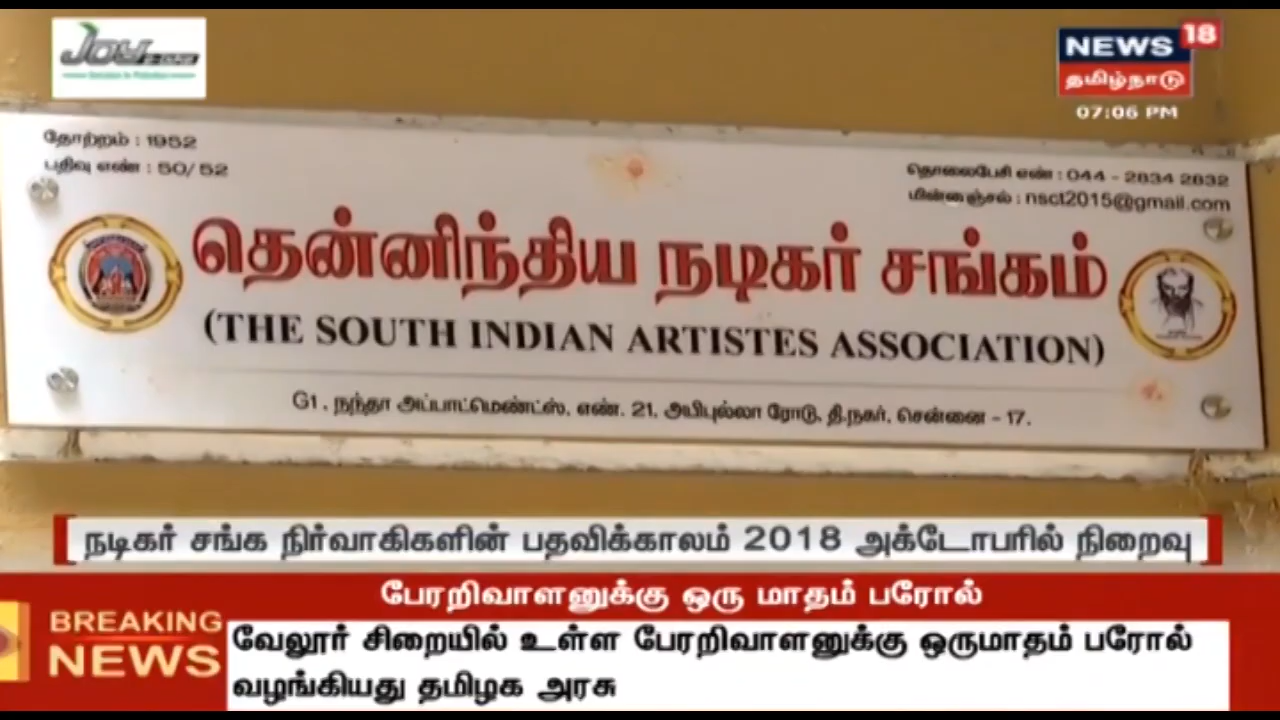 Joy
NEWS 18
தமிழ்நாடு
07:06 PM
தோற்றம் : 1952
பதிவு எண் : 50/52
தொலைபேசி எண் : 044 - 2834 2832
மின்னஞ்சல் : nsct2015@gmail.com
தென்னிந்திய நடிகர் சங்கம்
(THE SOUTH INDIAN ARTISTES ASSOCIATION)
G1, நந்தா அப்பாட்மெண்ட்ஸ், எண். 21, அபிபுல்லா ரோடு, தி.நகர், சென்னை - 17.
நடிகர் சங்க நிர்வாகிகளின் பதவிக்காலம் 2018 அக்டோபரில் நிறைவு
பேரறிவாளனுக்கு ஒரு மாதம் பரோல்
BREAKING
NEWS
வேலூர் சிறையில் உள்ள பேரறிவாளனுக்கு ஒருமாதம் பரோல்
வழங்கியது தமிழக அரசு